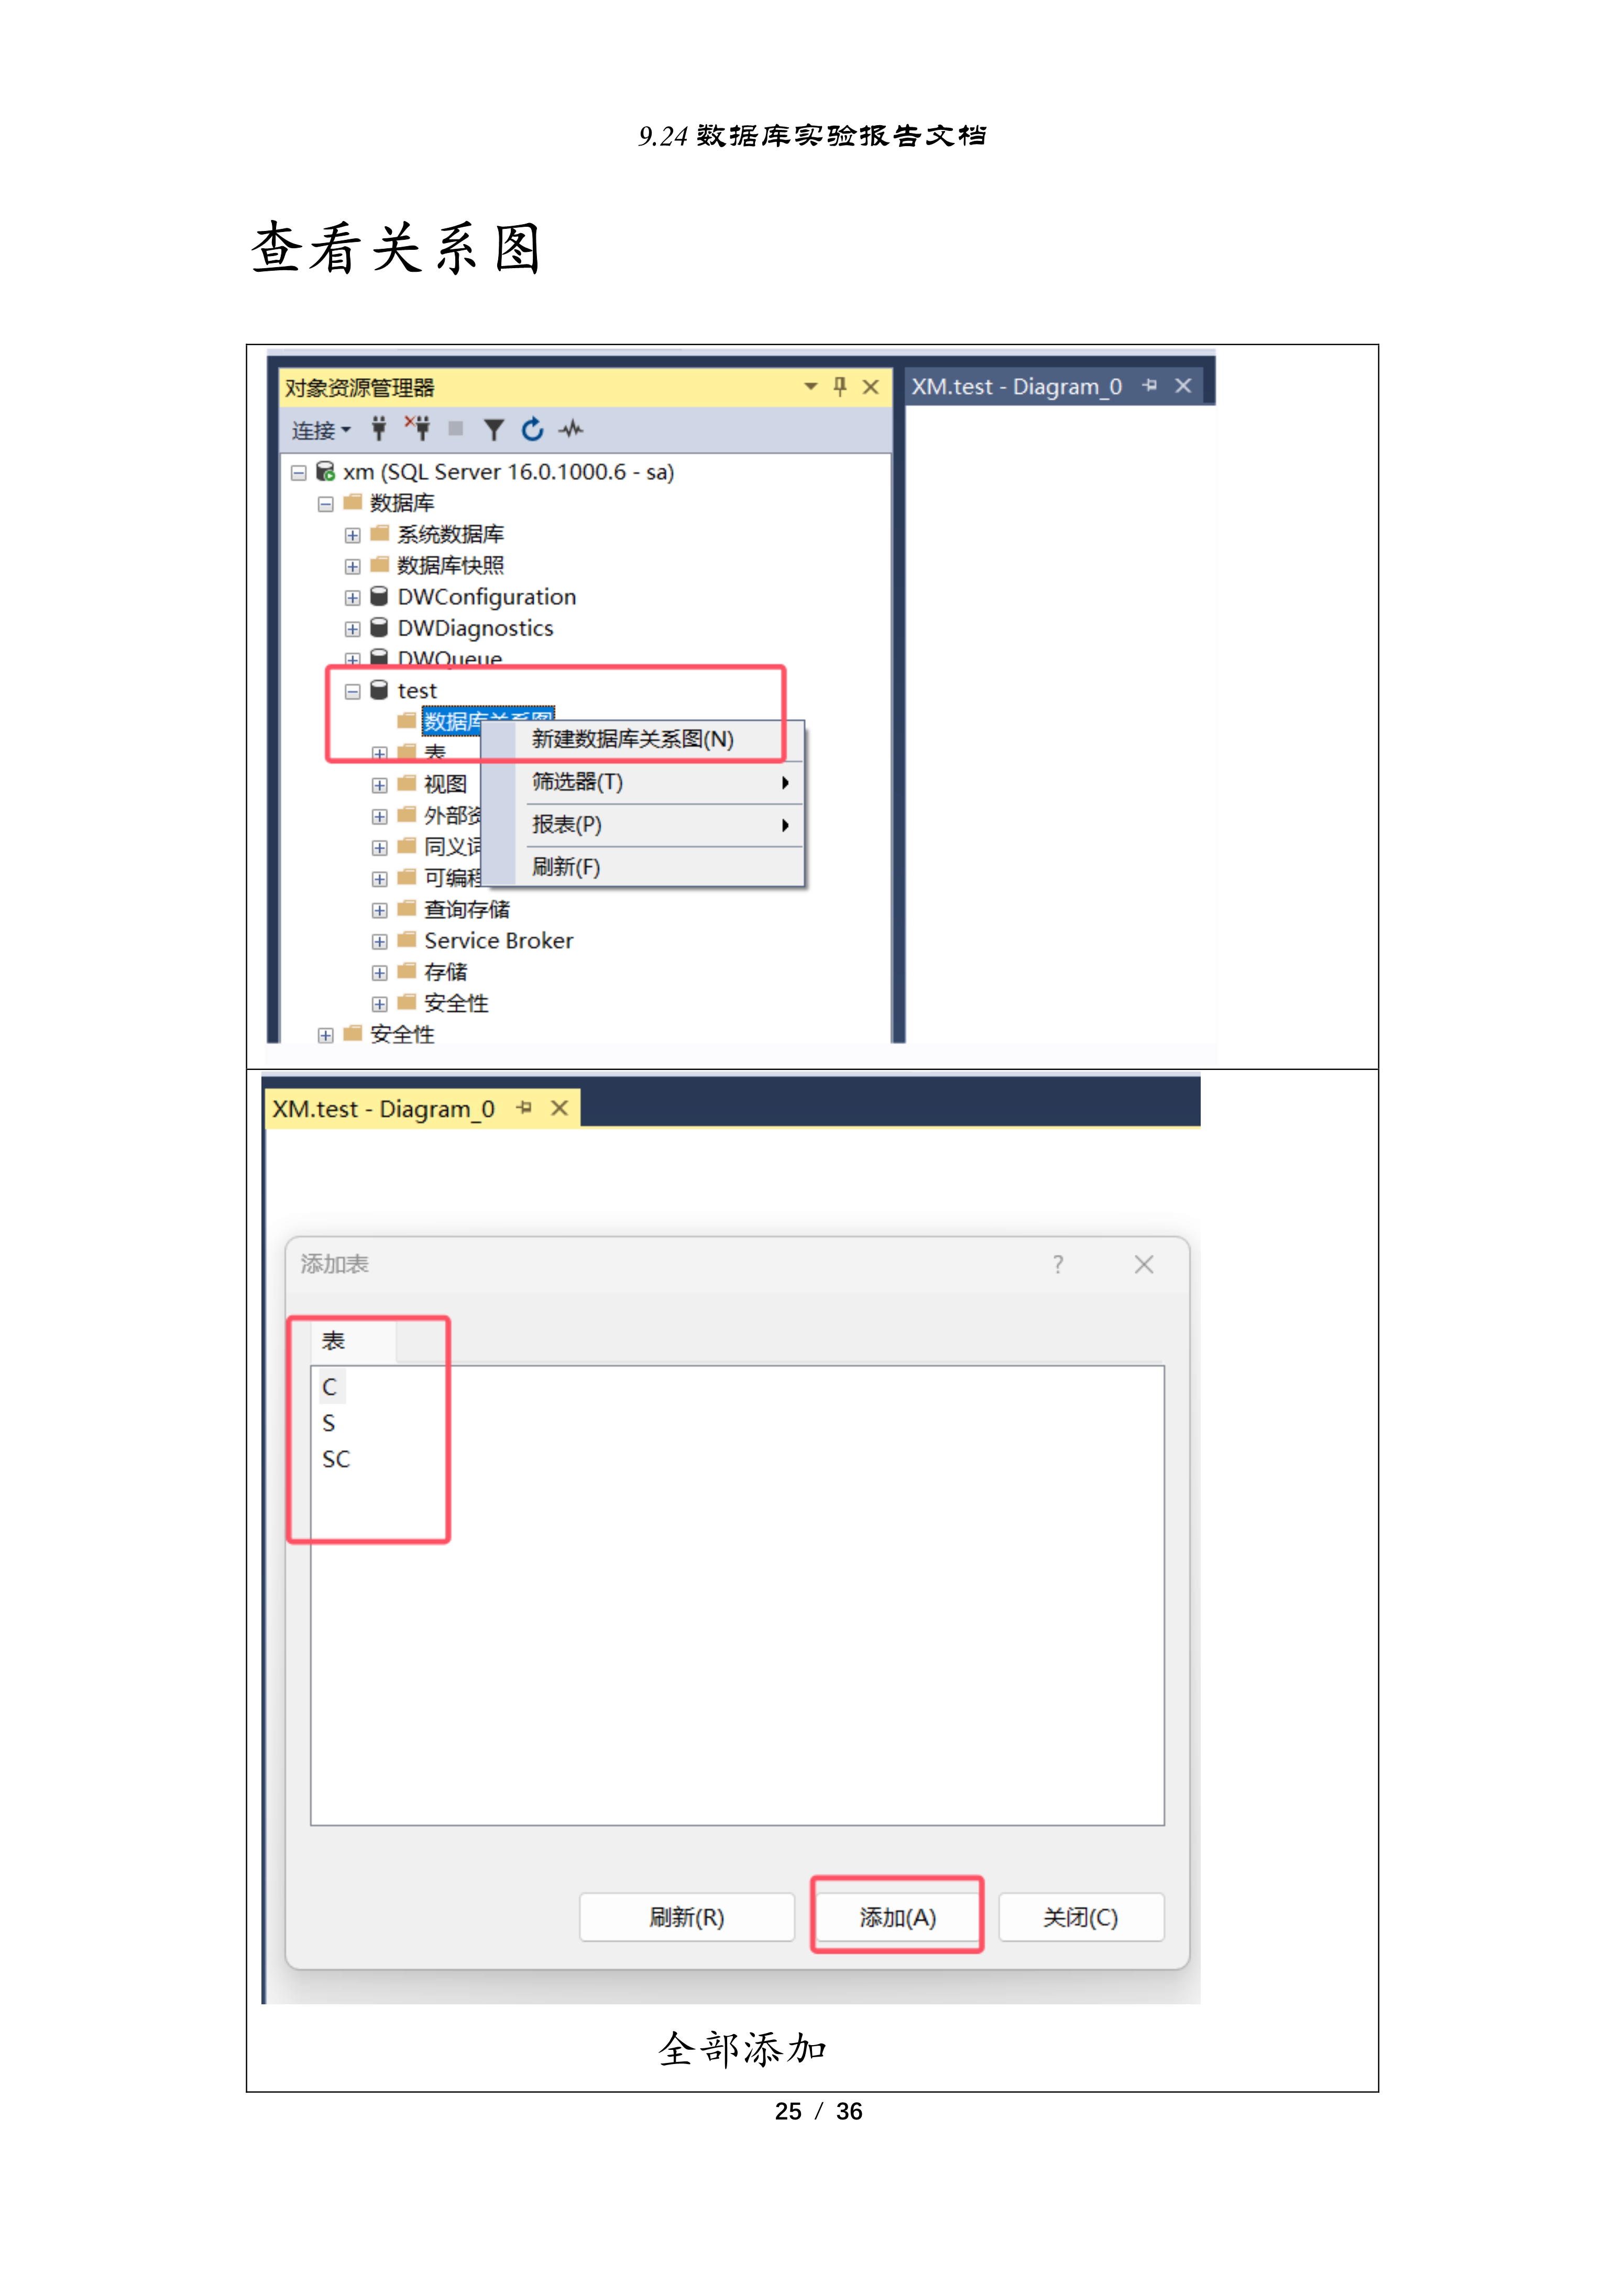 9.24 数据库实验报告文档
查看关系图
对象资源管理器
XM.test - Diagram_0
连接
xm (SQL Server 16.0.1000.6 - sa)
数据库
系统数据库
数据库快照
DWConfiguration
DWDiagnostics
DWQueue
test
数据库关系图
新建数据库关系图(N)
表
筛选器(T)
视图
外部资
报表(P)
同义词
刷新(F)
可编程
查询存储
Service Broker
存储
安全性
安全性
XM.test - Diagram_0
添加表
表
C
S
SC
刷新(R) 添加(A) 关闭(C)
全部添加
25 / 36